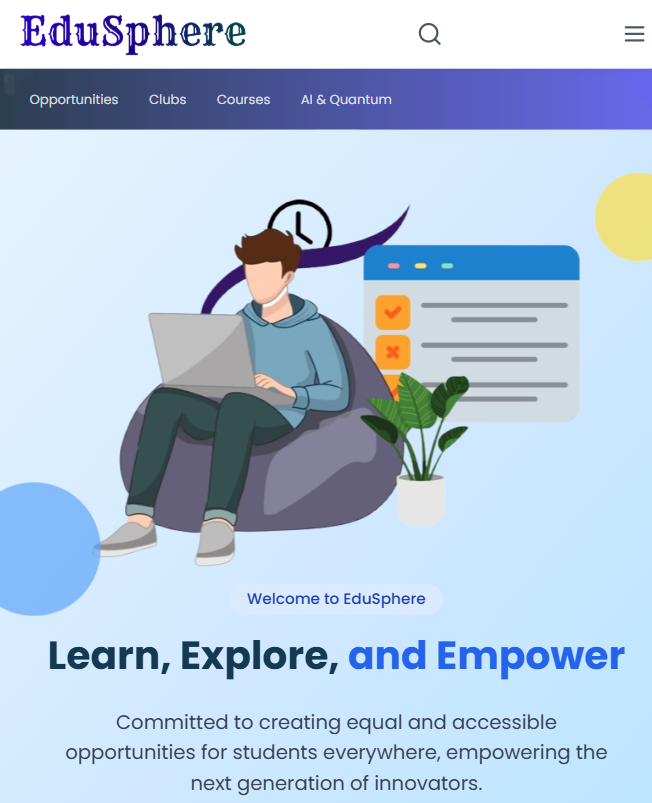 EduSphere
Opportunities Clubs Courses AI & Quantum
Welcome to EduSphere
Learn, Explore, and Empower
Committed to creating equal and accessible
opportunities for students everywhere, empowering the
next generation of innovators.